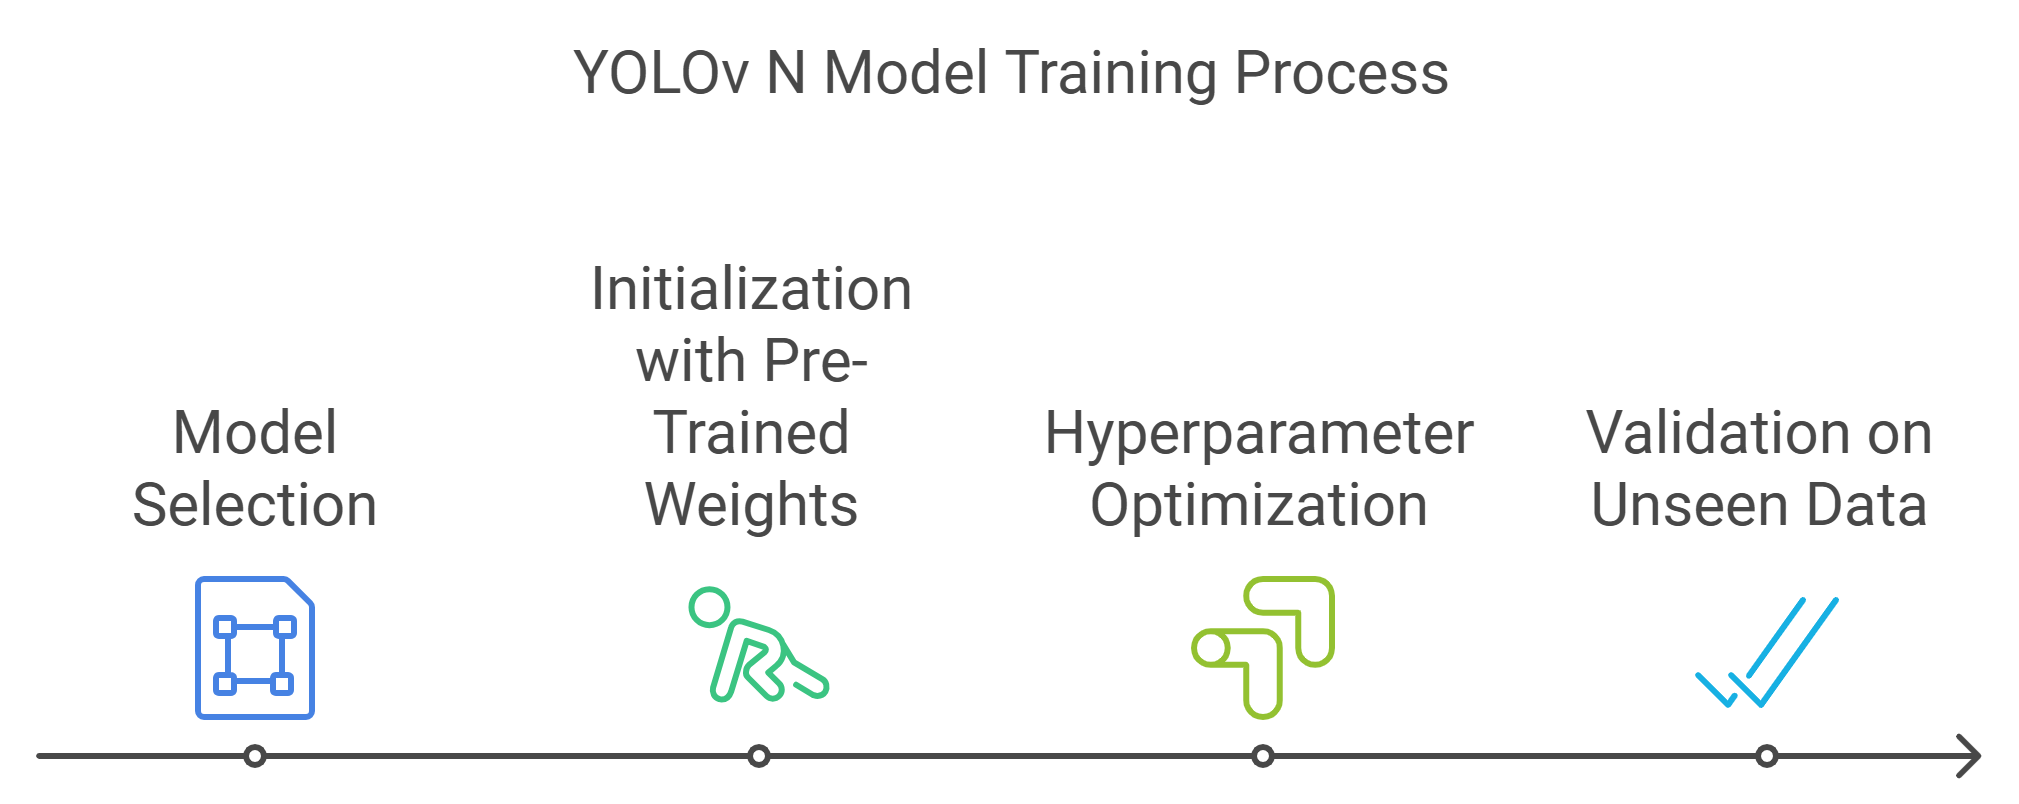 YOLOv N Model Training Process
Model
Selection
Initialization
with Pre-
Trained
Weights
Hyperparameter
Optimization
Validation on
Unseen Data